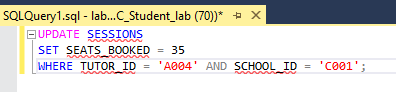 SQLQuery1.sql - lab...C_Student_lab (70))*
UPDATE SESSIONS
SET SEATS_BOOKED = 35
WHERE TUTOR_ID = 'A004' AND SCHOOL_ID = 'C001';